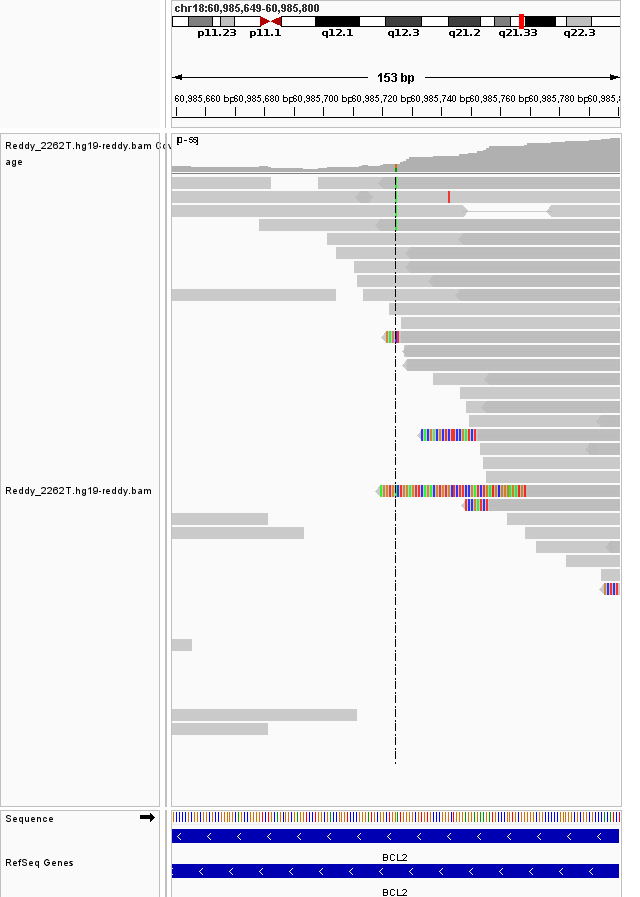 chr18:60,985,649-60,985,800
p11.23 p11.1 q12.1 q12.3 q21.2 q21.33 q22.3
153 bp
60,985,660 bp 60,985,680 bp 60,985,700 bp 60,985,720 bp 60,985,740 bp 60,985,760 bp 60,985,780 bp 60,985,8
Reddy_2262T.hg19-reddy.bam Cov
age
Reddy_2262T.hg19-reddy.bam
Sequence
BCL2
RefSeq Genes
BCL2